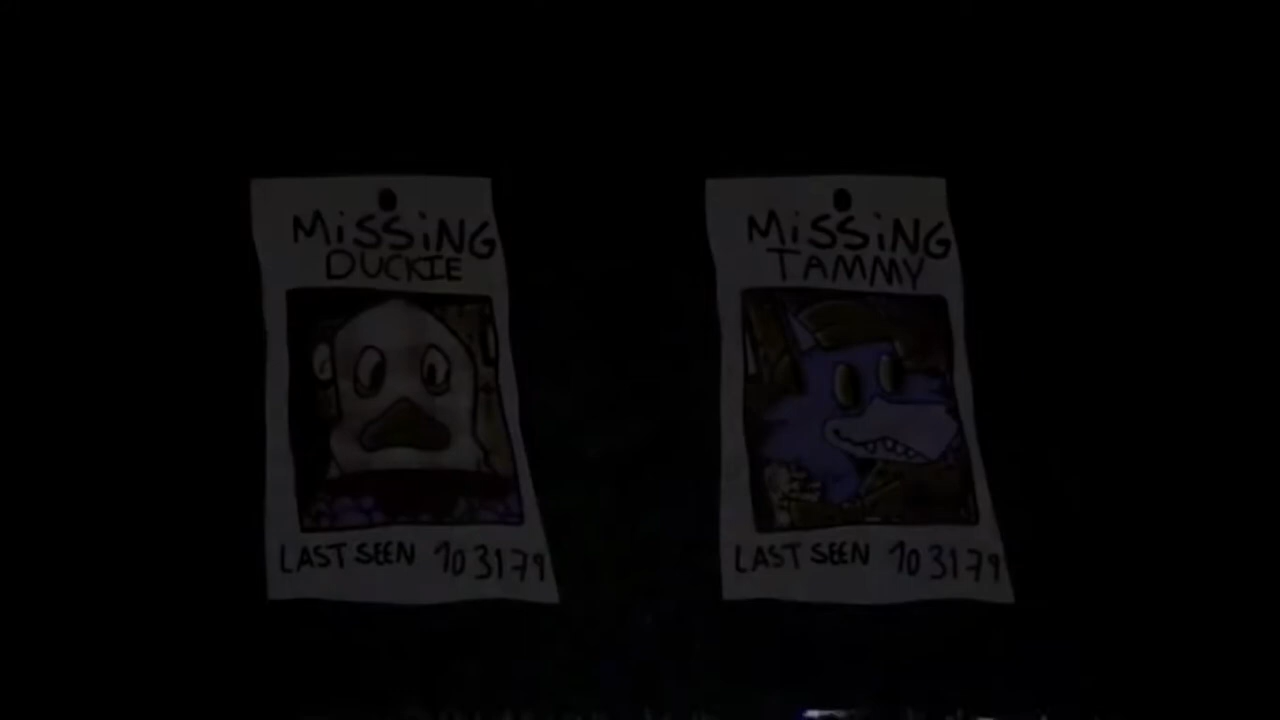 MiSSiNG
DUCKIE
LAST SEEN 10 31 79
MiSSiNG
TAMMY
LAST SEEN 10 31 79